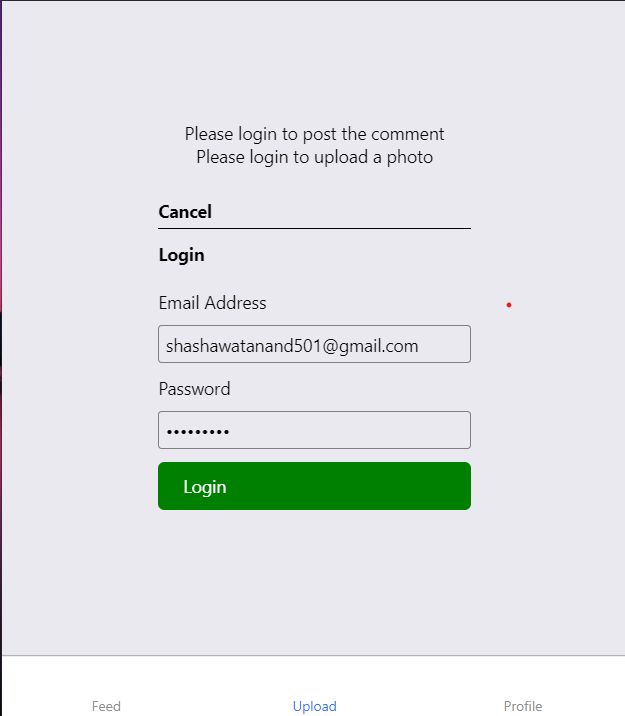 Please login to post the comment
Please login to upload a photo
Cancel
Login
Email Address
shashawatanand501@gmail.com
Password
•••••••••
Login
Feed Upload Profile